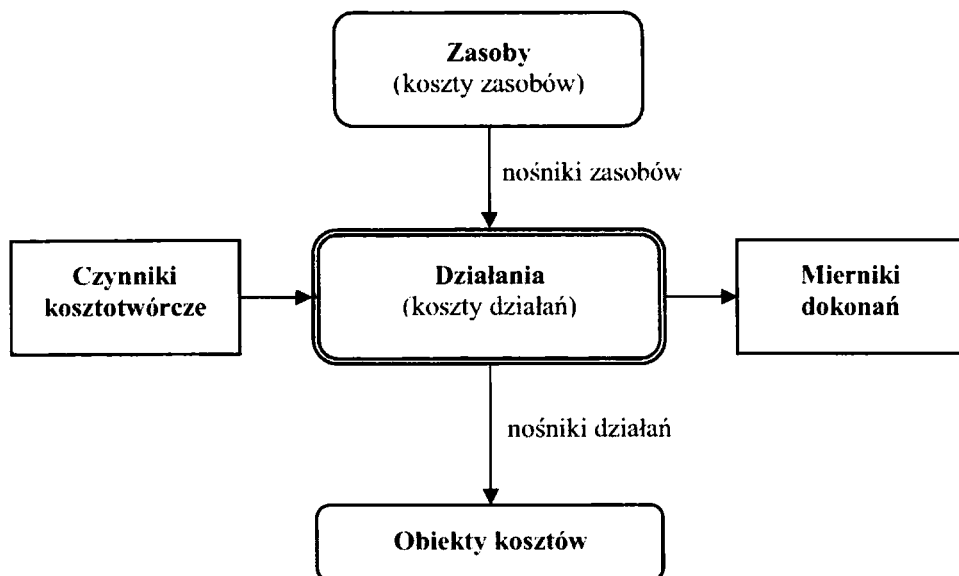 Zasoby
(koszty zasobów)
nośniki zasobów
Czynniki
kosztotwórcze
Działania
(koszty działań)
Mierniki
dokonań
nośniki działań
Obiekty kosztów